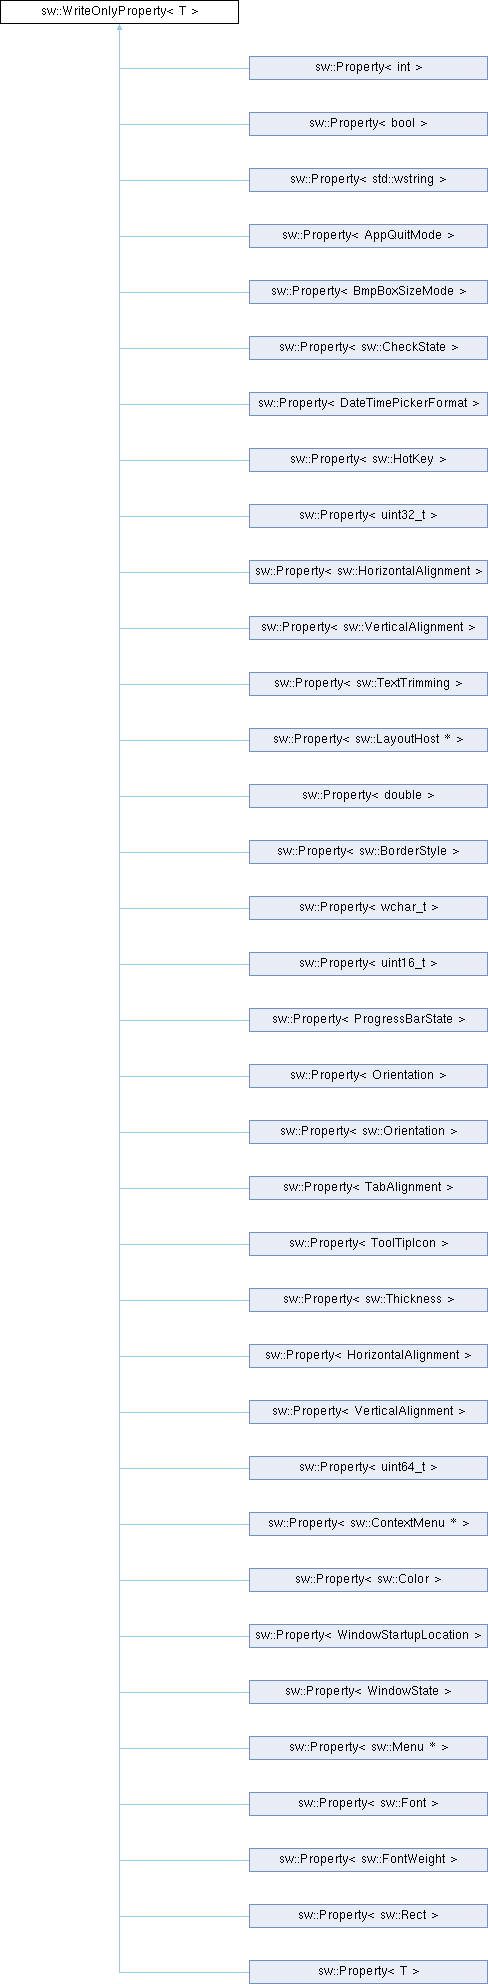 sw::WriteOnlyProperty< T >
sw::Property< int >
sw::Property< bool >
sw::Property< std::wstring >
sw::Property< AppQuitMode >
sw::Property< BmpBoxSizeMode >
sw::Property< sw::CheckState >
sw::Property< DateTimePickerFormat >
sw::Property< sw::HotKey >
sw::Property< uint32_t >
sw::Property< sw::HorizontalAlignment >
sw::Property< sw::VerticalAlignment >
sw::Property< sw::TextTrimming >
sw::Property< sw::LayoutHost * >
sw::Property< double >
sw::Property< sw::BorderStyle >
sw::Property< wchar_t >
sw::Property< uint16_t >
sw::Property< ProgressBarState >
sw::Property< Orientation >
sw::Property< sw::Orientation >
sw::Property< TabAlignment >
sw::Property< ToolTipIcon >
sw::Property< sw::Thickness >
sw::Property< HorizontalAlignment >
sw::Property< VerticalAlignment >
sw::Property< uint64_t >
sw::Property< sw::ContextMenu * >
sw::Property< sw::Color >
sw::Property< WindowStartupLocation >
sw::Property< WindowState >
sw::Property< sw::Menu * >
sw::Property< sw::Font >
sw::Property< sw::FontWeight >
sw::Property< sw::Rect >
sw::Property< T >